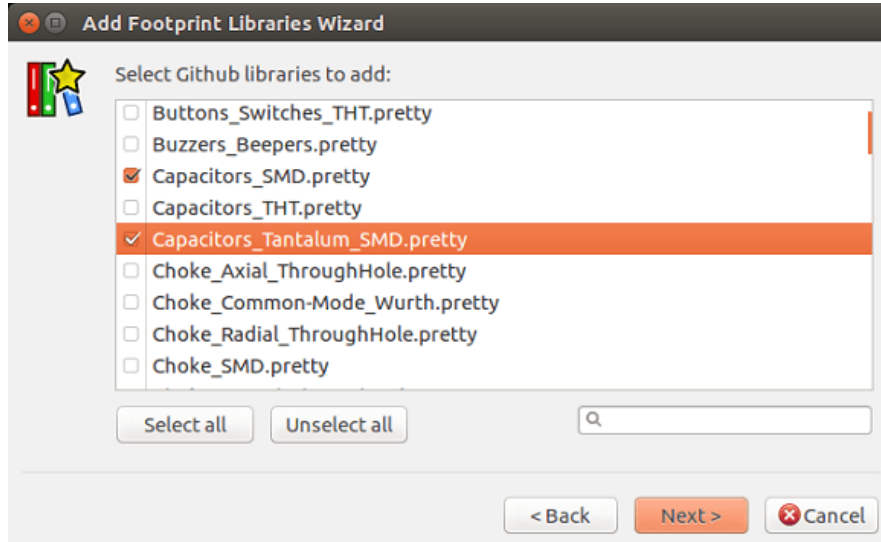 Add Footprint Libraries Wizard
Select Github libraries to add:
Buttons_Switches_THT.pretty
Buzzers_Beepers.pretty
Capacitors_SMD.pretty
Capacitors_THT.pretty
Capacitors_Tantalum_SMD.pretty
Choke_Axial_ThroughHole.pretty
Choke_Common-Mode_Wurth.pretty
Choke_Radial_ThroughHole.pretty
Choke_SMD.pretty
Select all Unselect all
< Back Next > Cancel